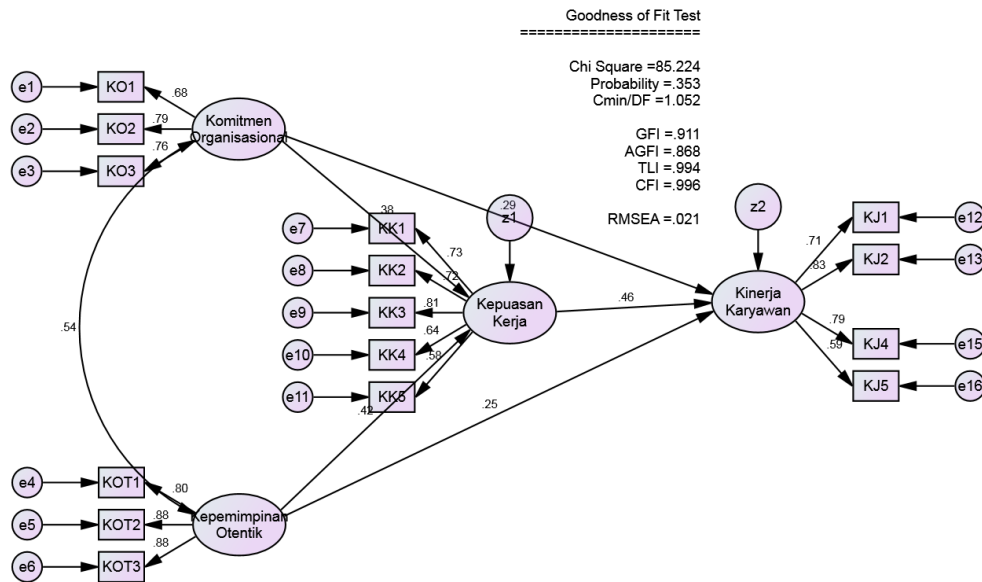 Goodness of Fit Test
=====================
Chi Square =85.224
Probability =.353
Cmin/DF =1.052
GFI =.911
AGFI =.868
TLI =.994
CFI =.996
RMSEA =.021
e1
KO1
.68
e2
KO2
.79
e3
KO3
.76
Komitmen
Organisasional
.38
.29
z1
z2
e7
KK1
.73
e8
KK2
.72
e9
KK3
.81
e10
KK4
.64
e11
KK5
.58
Kepuasan
Kerja
.46
Kinerja
Karyawan
.71
KJ1
e12
.83
KJ2
e13
.79
KJ4
e15
.59
KJ5
e16
.54
.42
.25
e4
KOT1
.80
e5
KOT2
.88
e6
KOT3
.88
Kepemimpinan
Otentik